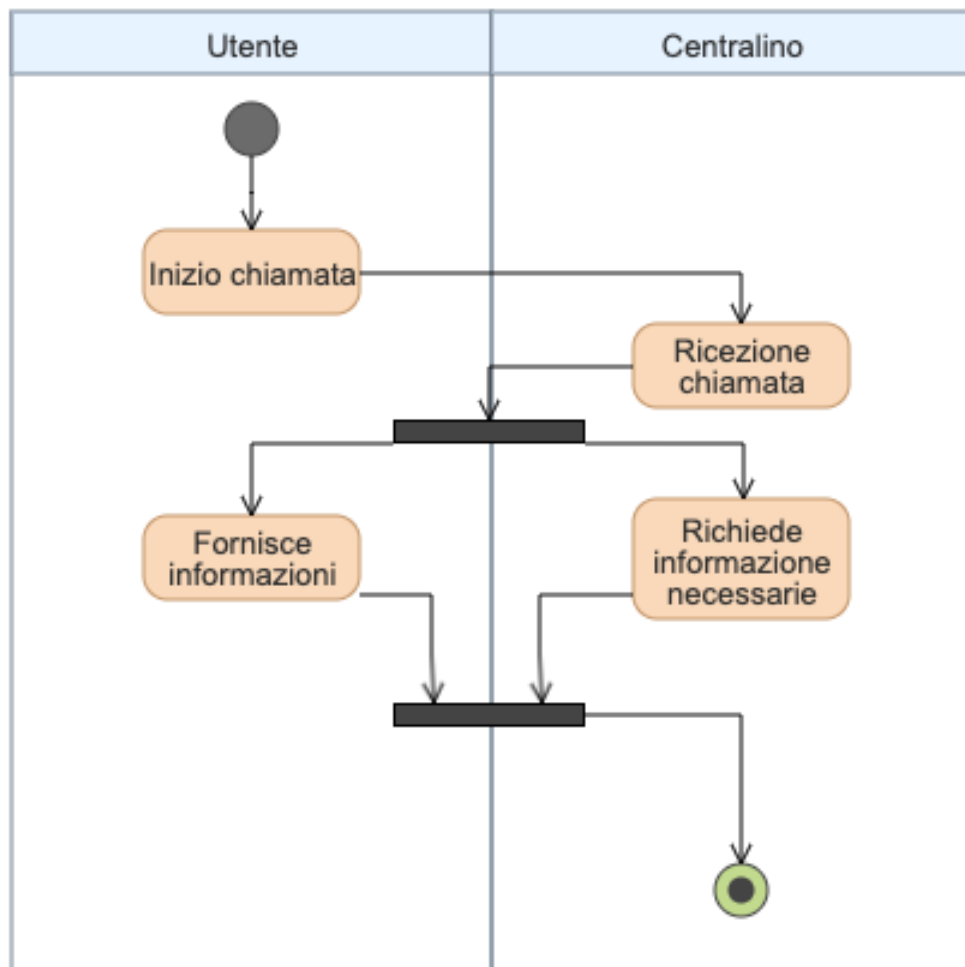 Utente
Centralino
Inizio chiamata
Ricezione
chiamata
Fornisce
informazioni
Richiede
informazione
necessarie